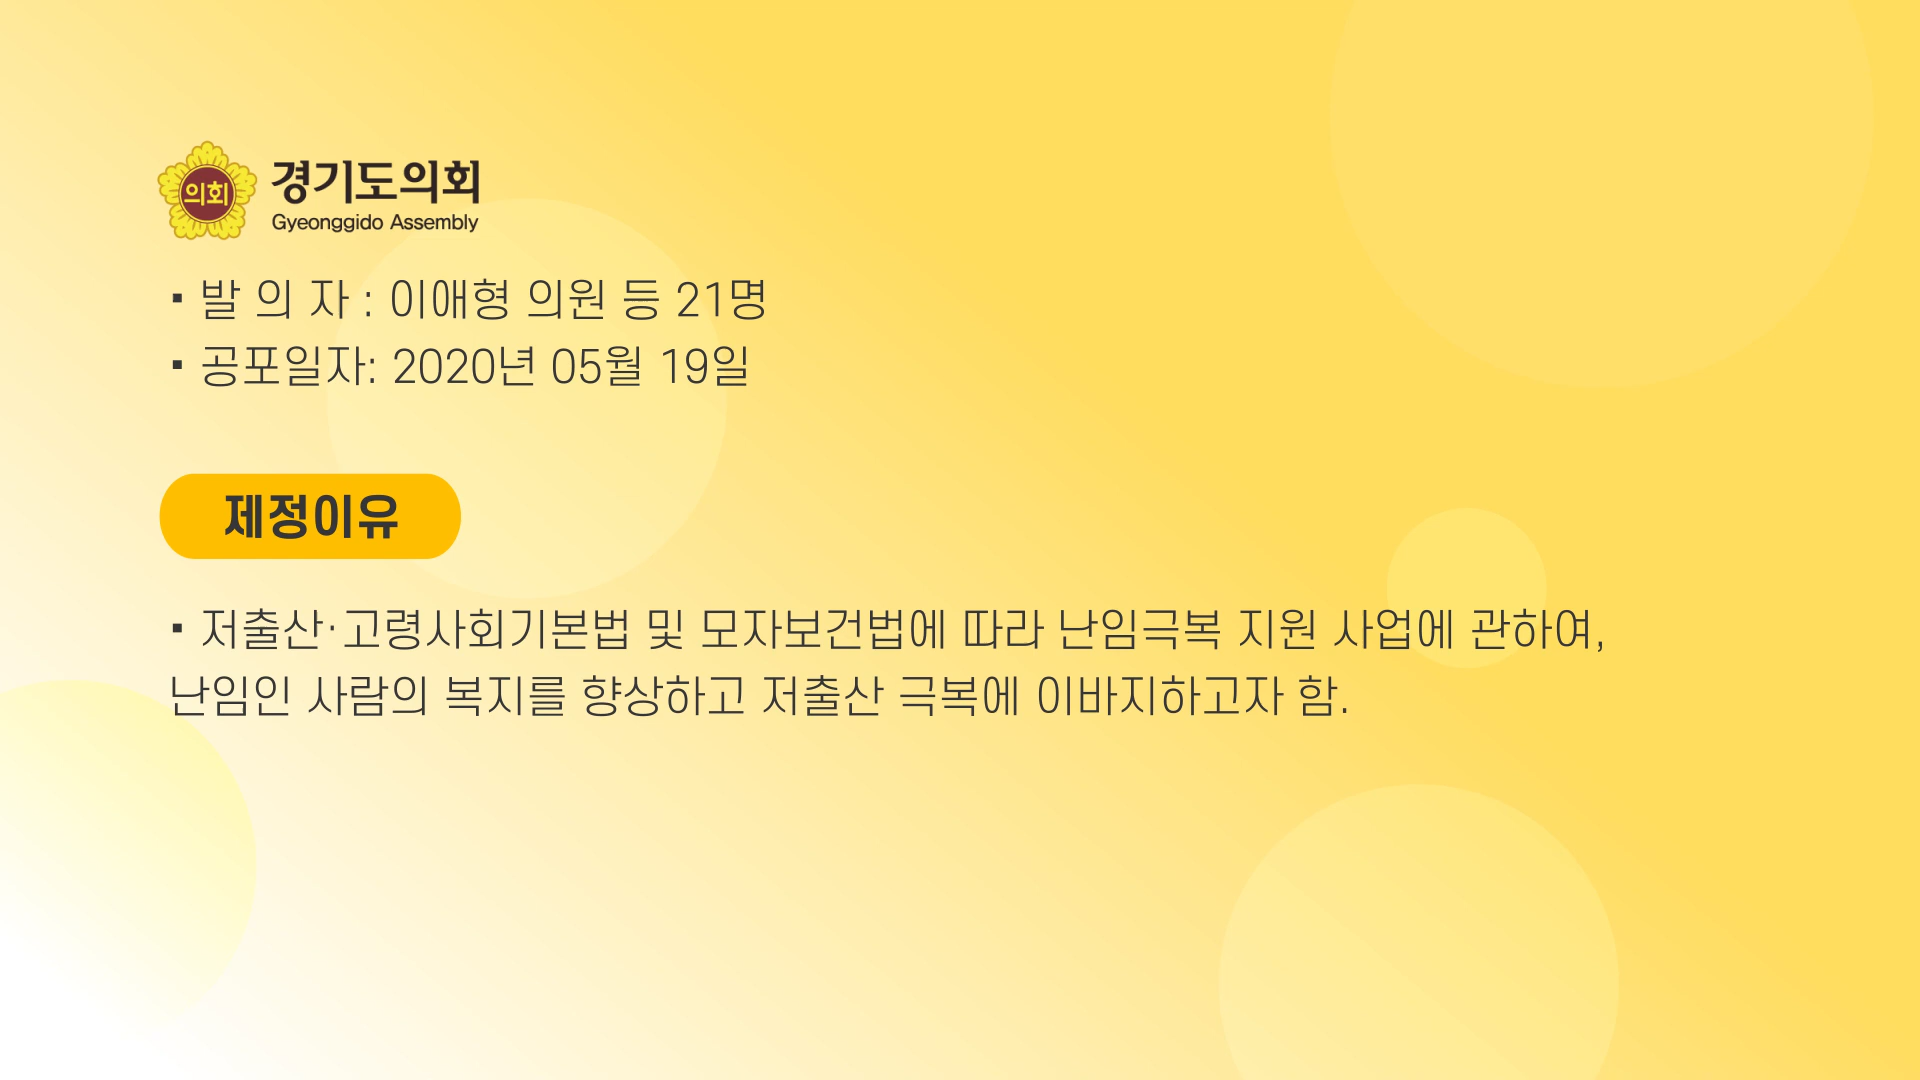 의회
경기도의회
Gyeonggido Assembly
▪ 발 의 자 : 이애형 의원 등 21명
▪ 공포일자: 2020년 05월 19일
제정이유
▪ 저출산·고령사회기본법 및 모자보건법에 따라 난임극복 지원 사업에 관하여,
난임인 사람의 복지를 향상하고 저출산 극복에 이바지하고자 함.